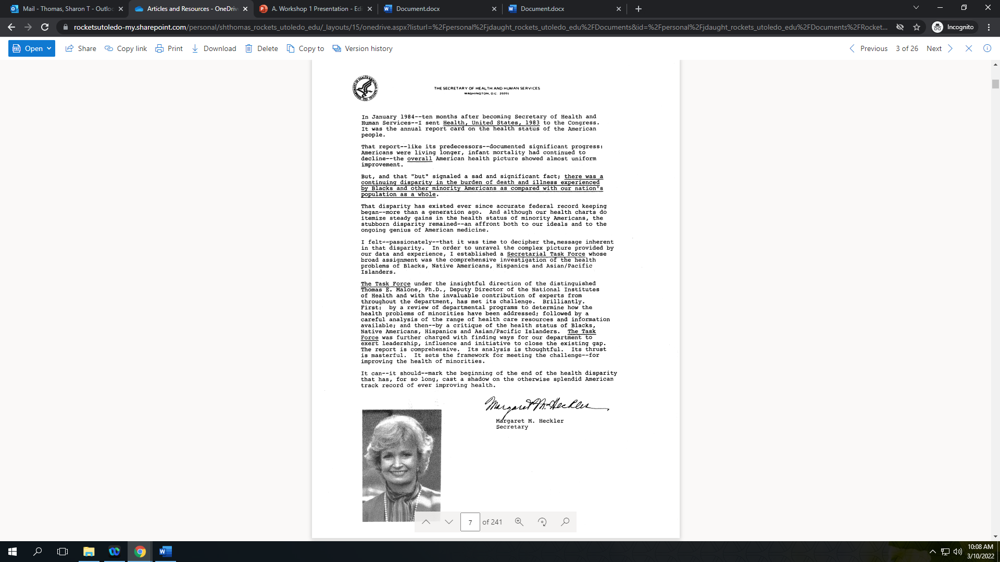 Mail - Thomas, Sharon T - Outloo
Articles and Resources - OneDriv
A. Workshop 1 Presentation - Edi
Document.docx
Document.docx
rocketsutoledo-my.sharepoint.com/personal/shthomas_rockets_utoledo_edu/_layouts/15/onedrive.aspx?listurl=%2Fpersonal%2Fjdaught_rockets_utoledo_edu%2FDocuments&id=%2Fpersonal%2Fjdaught_rockets_utoledo_edu%2FDocuments%2FRocket...
Incognito
PDF Open Share Copy link Print Download Delete Copy to Version history Previous 3 of 26 Next
DEPARTMENT OF HEALTH & HUMAN SERVICES USA
THE SECRETARY OF HEALTH AND HUMAN SERVICES
WASHINGTON, D.C. 20201
In January 1984--ten months after becoming Secretary of Health and
Human Services--I sent Health, United States, 1983 to the Congress.
It was the annual report card on the health status of the American
people.
That report--like its predecessors--documented significant progress:
Americans were living longer, infant mortality had continued to
decline--the overall American health picture showed almost uniform
improvement.
But, and that "but" signaled a sad and significant fact; there was a
continuing disparity in the burden of death and illness experienced
by Blacks and other minority Americans as compared with our nation's
population as a whole.
That disparity has existed ever since accurate federal record keeping
began--more than a generation ago. And although our health charts do
itemize steady gains in the health status of minority Americans, the
stubborn disparity remained--an affront both to our ideals and to the
ongoing genius of American medicine.
I felt--passionately--that it was time to decipher the message inherent
in that disparity. In order to unravel the complex picture provided by
our data and experience, I established a Secretarial Task Force whose
broad assignment was the comprehensive investigation of the health
problems of Blacks, Native Americans, Hispanics and Asian/Pacific
Islanders.
The Task Force under the insightful direction of the distinguished
Thomas E. Malone, Ph.D., Deputy Director of the National Institutes
of Health and with the invaluable contribution of experts from
throughout the department, has met its challenge. Brilliantly.
First: by a review of departmental programs to determine how the
health problems of minorities have been addressed; followed by a
careful analysis of the range of health care resources and information
available; and then--by a critique of the health status of Blacks,
Native Americans, Hispanics and Asian/Pacific Islanders. The Task
Force was further charged with finding ways for our department to
exert leadership, influence and initiative to close the existing gap.
The report is comprehensive. Its analysis is thoughtful. Its thrust
is masterful. It sets the framework for meeting the challenge--for
improving the health of minorities.
It can--it should--mark the beginning of the end of the health disparity
that has, for so long, cast a shadow on the otherwise splendid American
track record of ever improving health.
Margaret M. Heckler
Margaret M. Heckler
Secretary
7 of 241
10:08 AM
3/10/2022